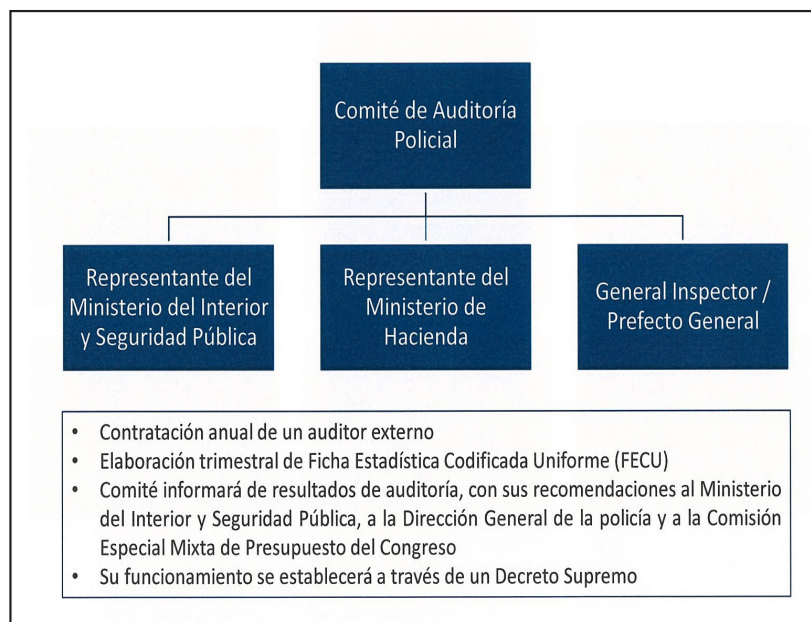 Comité de Auditoría
Policial
Representante del
Ministerio del Interior
y Seguridad Pública
Representante del
Ministerio de
Hacienda
General Inspector /
Prefecto General
• Contratación anual de un auditor externo
• Elaboración trimestral de Ficha Estadística Codificada Uniforme (FECU)
• Comité informará de resultados de auditoría, con sus recomendaciones al Ministerio
del Interior y Seguridad Pública, a la Dirección General de la policía y a la Comisión
Especial Mixta de Presupuesto del Congreso
• Su funcionamiento se establecerá a través de un Decreto Supremo